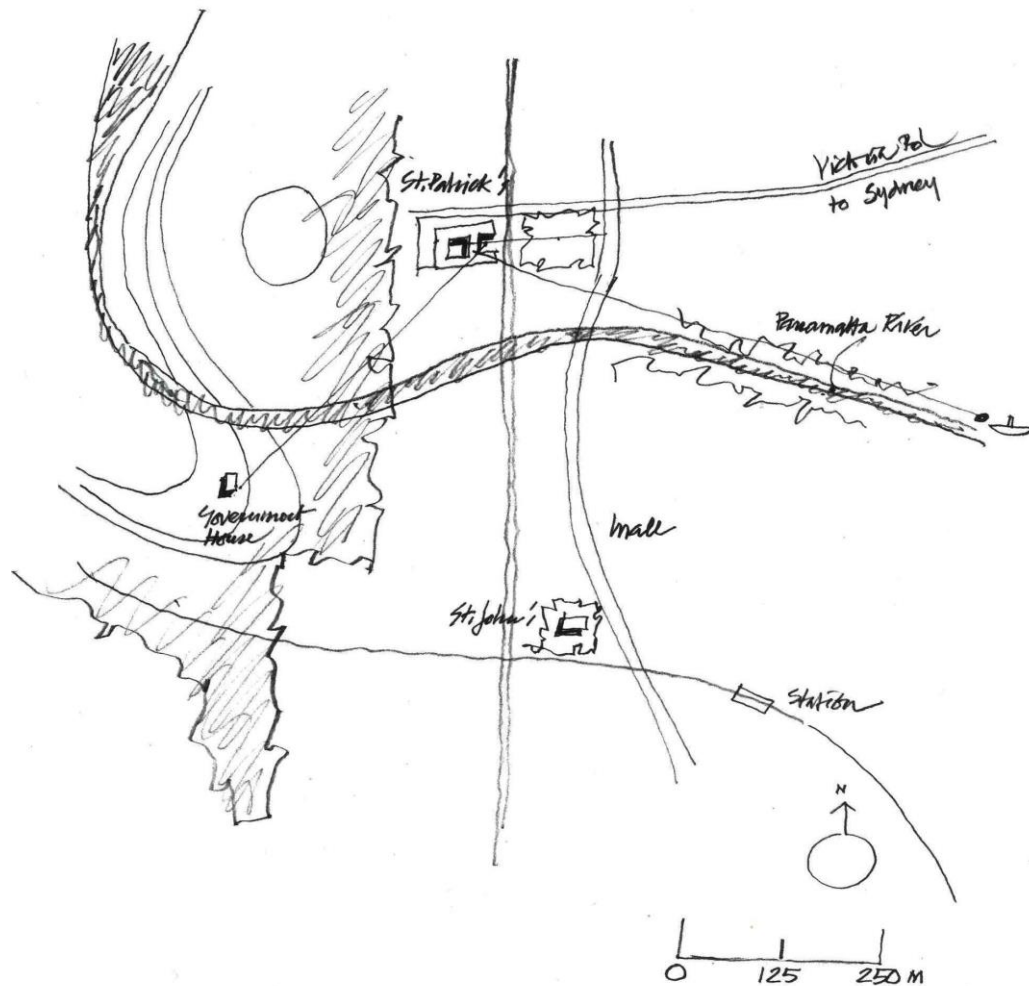 St. Patrick's
Victoria Rd
to Sydney
Parramatta River
Government
House
Mall
St. John's
Station
N
0 125 250 M